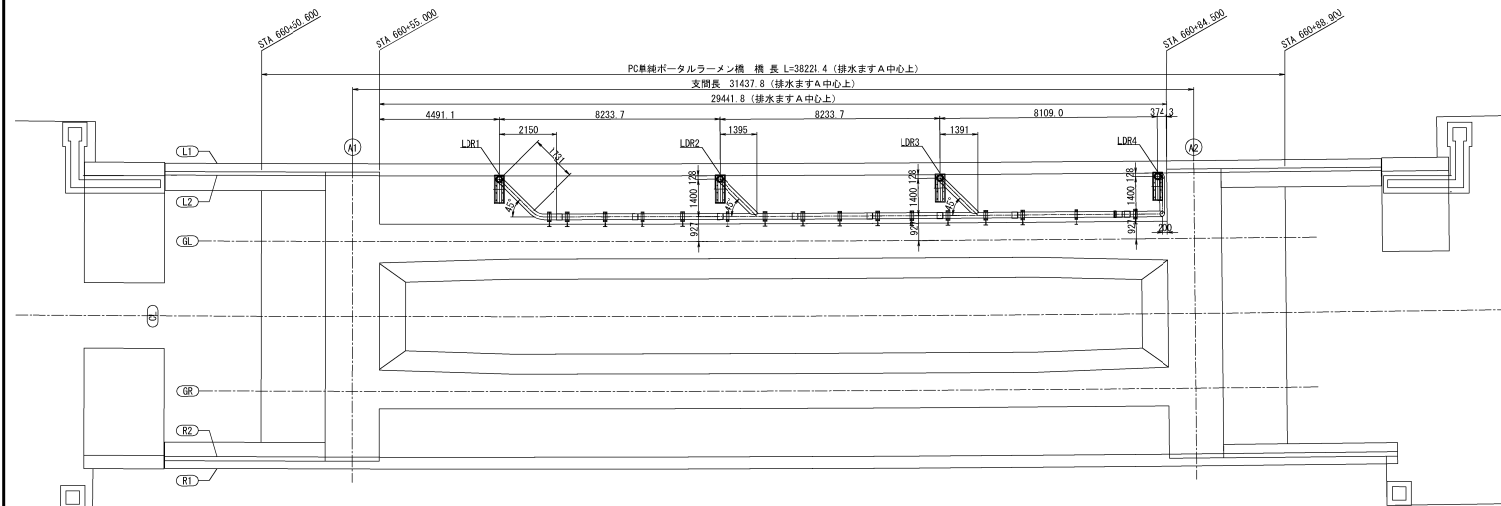 STA 660+50.600
STA 660+55.000
STA 660+84.500
STA 660+88.900
PC単純ポータルラーメン橋 橋 長 L=38221.4 (排水ますA中心上)
支間長 31437.8 (排水ますA中心上)
29441.8 (排水ますA中心上)
4491.1
8233.7
8233.7
8109.0
374.3
2150
1395
1391
1731
A1
A2
LDR1
LDR2
LDR3
LDR4
L1
L2
GL
CL
GR
R2
R1
128
1400
927
128
1400
927
128
1400
927
45°
45°
45°
200